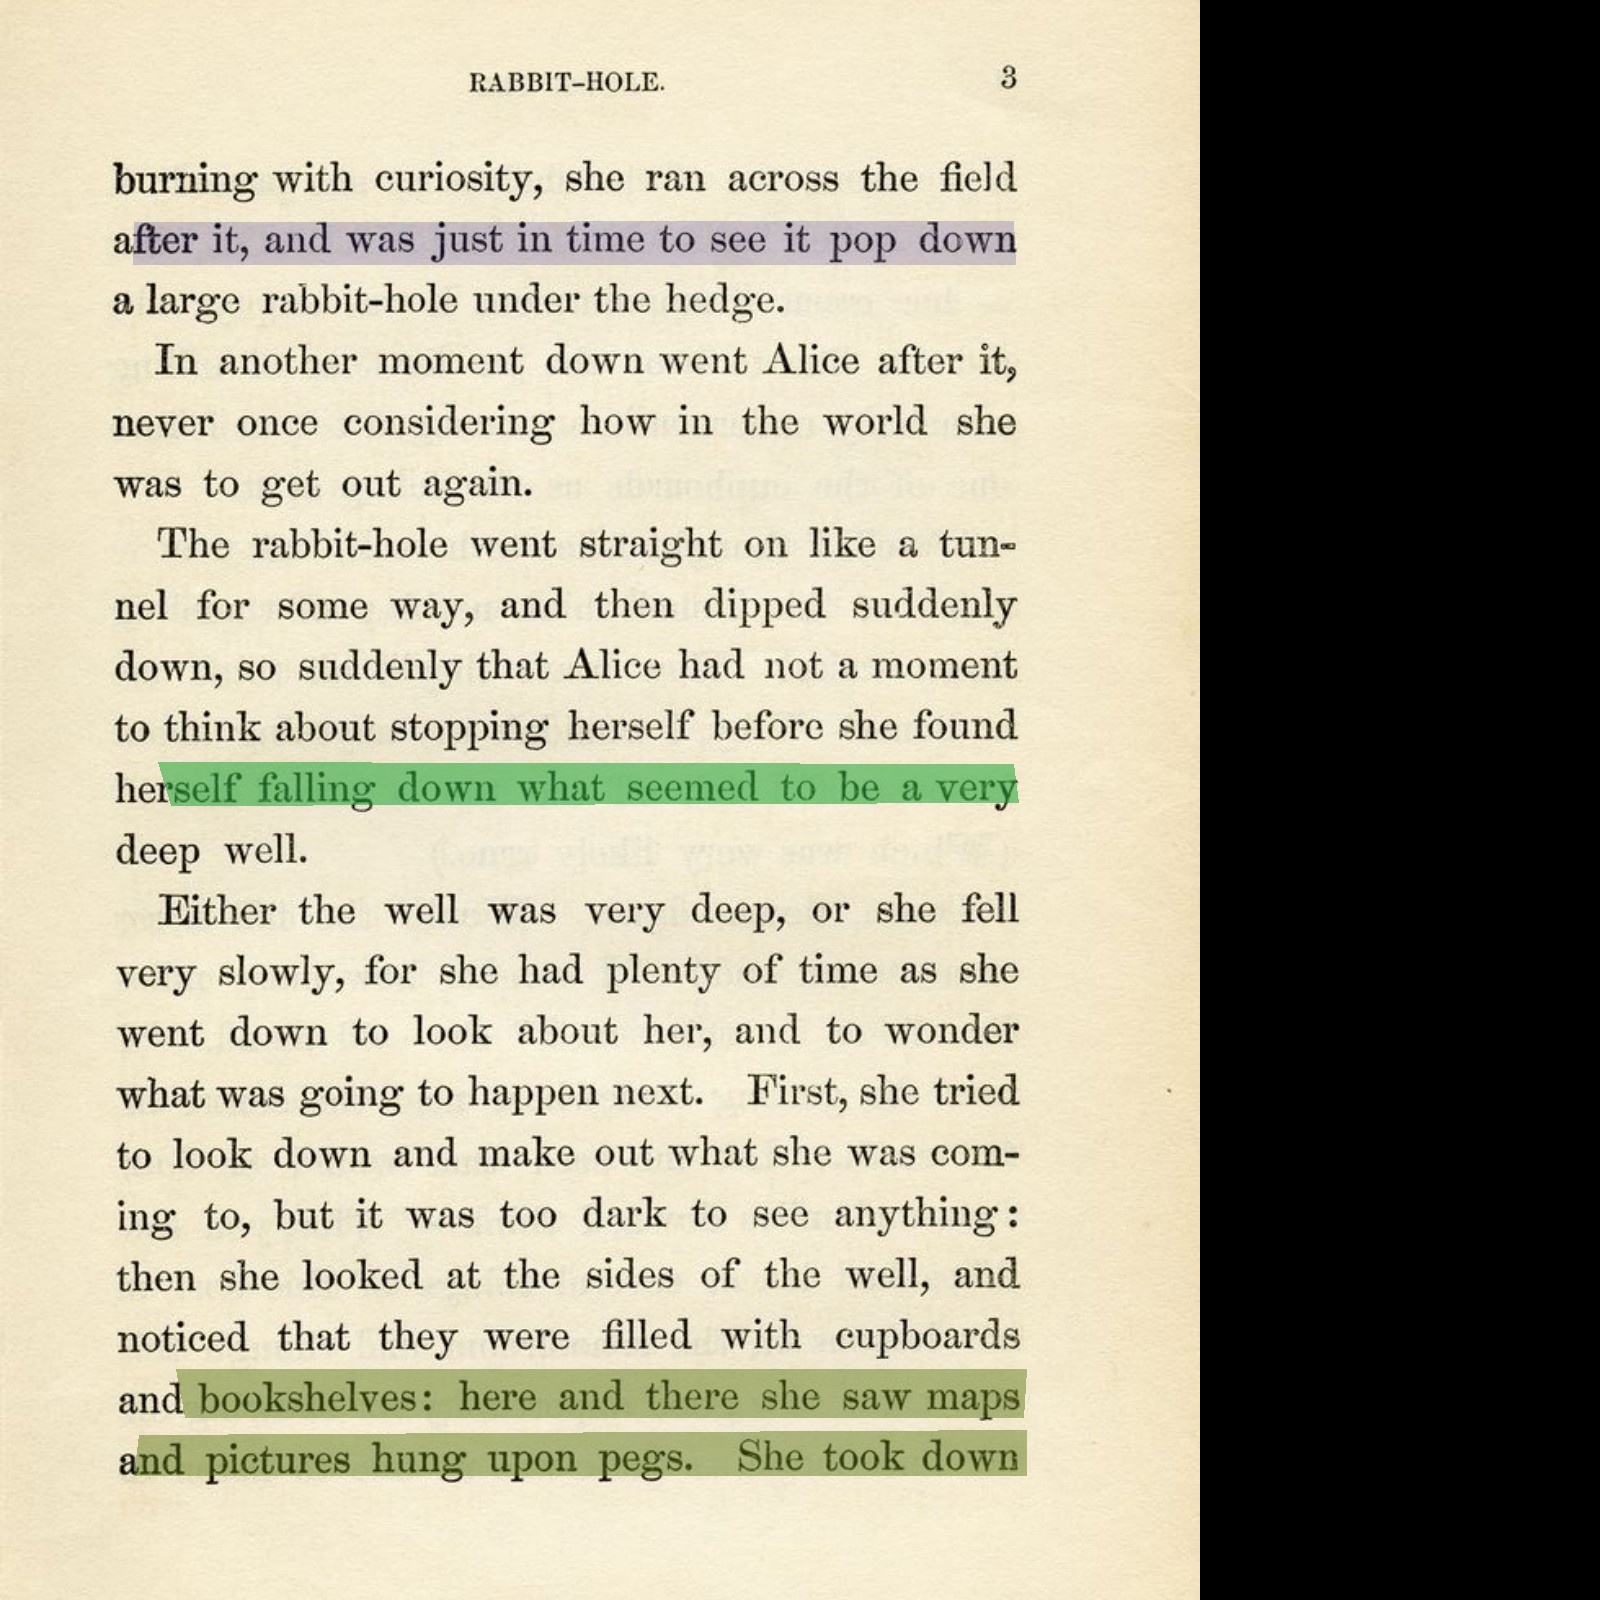 RABBIT-HOLE. 3
burning with curiosity, she ran across the field
after it, and was just in time to see it pop down
a large rabbit-hole under the hedge.
In another moment down went Alice after it,
never once considering how in the world she
was to get out again.
The rabbit-hole went straight on like a tun-
nel for some way, and then dipped suddenly
down, so suddenly that Alice had not a moment
to think about stopping herself before she found
herself falling down what seemed to be a very
deep well.
Either the well was very deep, or she fell
very slowly, for she had plenty of time as she
went down to look about her, and to wonder
what was going to happen next. First, she tried
to look down and make out what she was com-
ing to, but it was too dark to see anything:
then she looked at the sides of the well, and
noticed that they were filled with cupboards
and bookshelves: here and there she saw maps
and pictures hung upon pegs. She took down